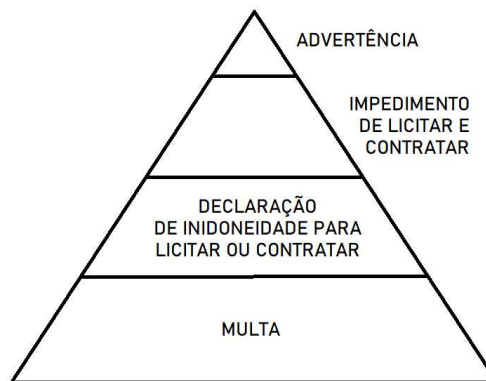 ADVERTÊNCIA
IMPEDIMENTO
DE LICITAR E
CONTRATAR
DECLARAÇÃO
DE INIDONEIDADE PARA
LICITAR OU CONTRATAR
MULTA